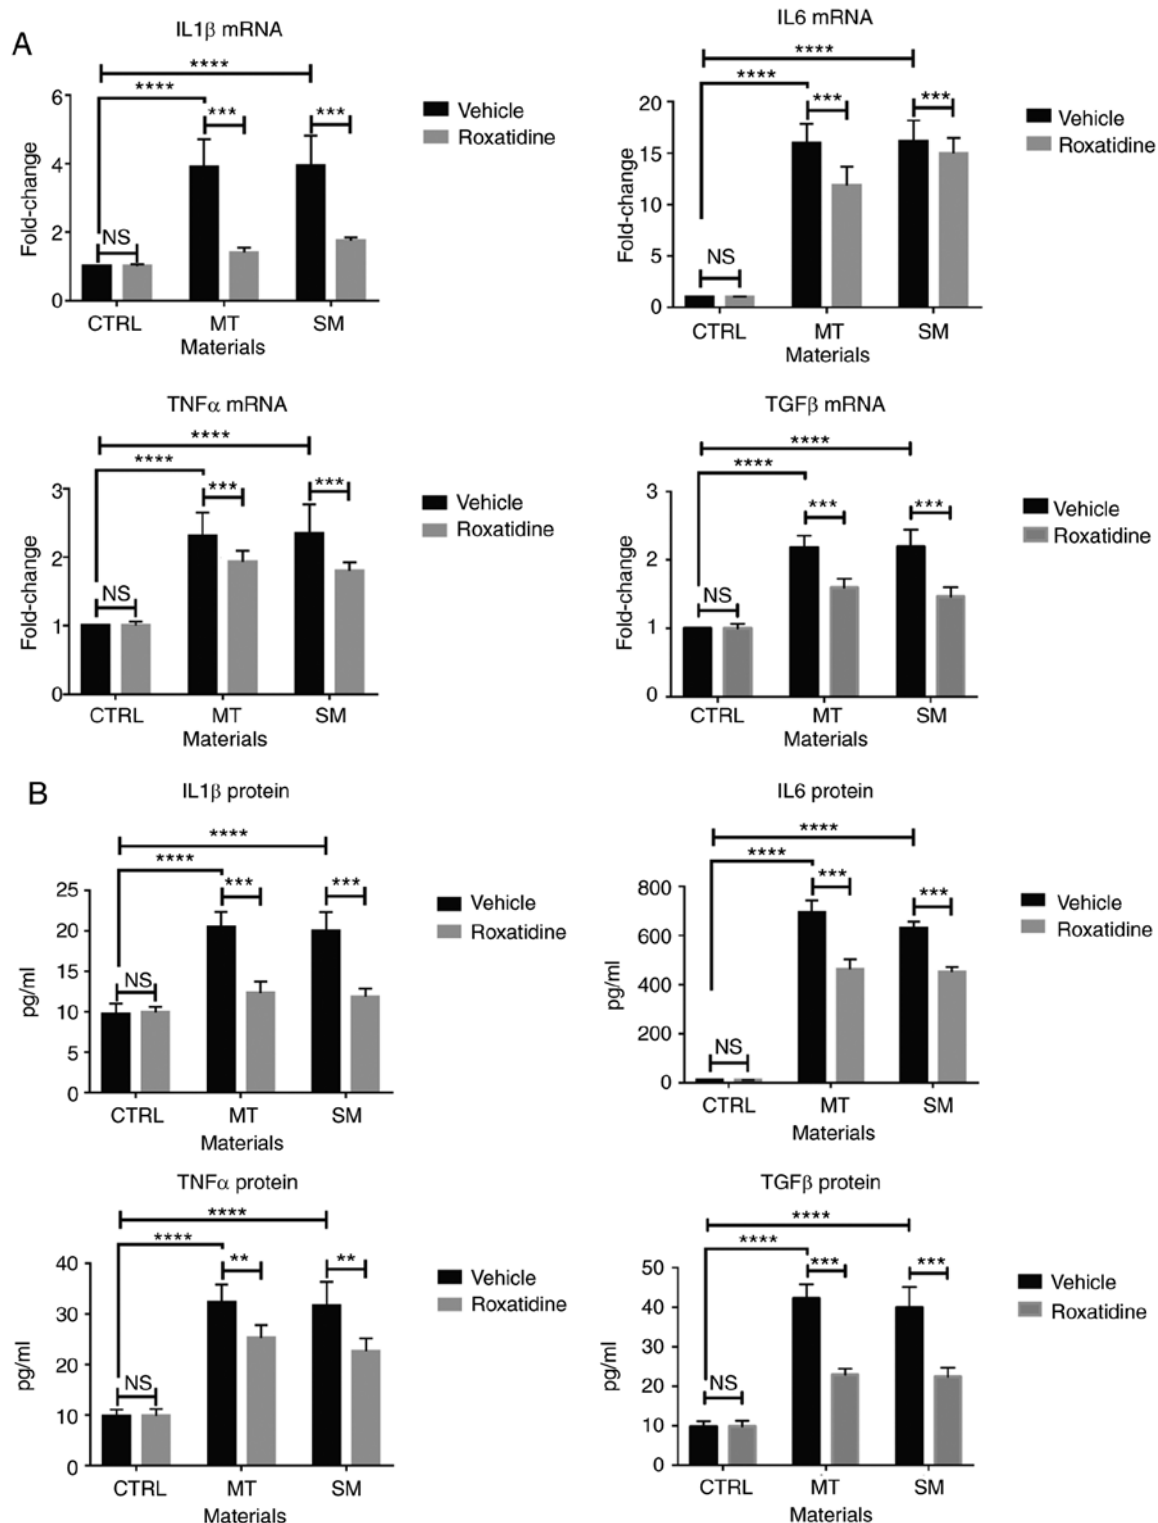 A
IL1β mRNA
****
****
***
***
6
4
2
0
Fold-change
NS
CTRL
MT
SM
Materials
Vehicle
Roxatidine
IL6 mRNA
****
****
***
***
20
15
10
5
0
Fold-change
NS
CTRL
MT
SM
Materials
Vehicle
Roxatidine
TNFα mRNA
****
****
***
***
3
2
1
0
Fold-change
NS
CTRL
MT
SM
Materials
Vehicle
Roxatidine
TGFβ mRNA
****
****
***
***
3
2
1
0
Fold-change
NS
CTRL
MT
SM
Materials
Vehicle
Roxatidine
B
IL1β protein
****
****
***
***
25
20
15
10
5
0
pg/ml
NS
CTRL
MT
SM
Materials
Vehicle
Roxatidine
IL6 protein
****
****
***
***
800
600
400
200
0
pg/ml
NS
CTRL
MT
SM
Materials
Vehicle
Roxatidine
TNFα protein
****
****
**
**
40
30
20
10
0
pg/ml
NS
CTRL
MT
SM
Materials
Vehicle
Roxatidine
TGFβ protein
****
****
***
***
50
40
30
20
10
0
pg/ml
NS
CTRL
MT
SM
Materials
Vehicle
Roxatidine